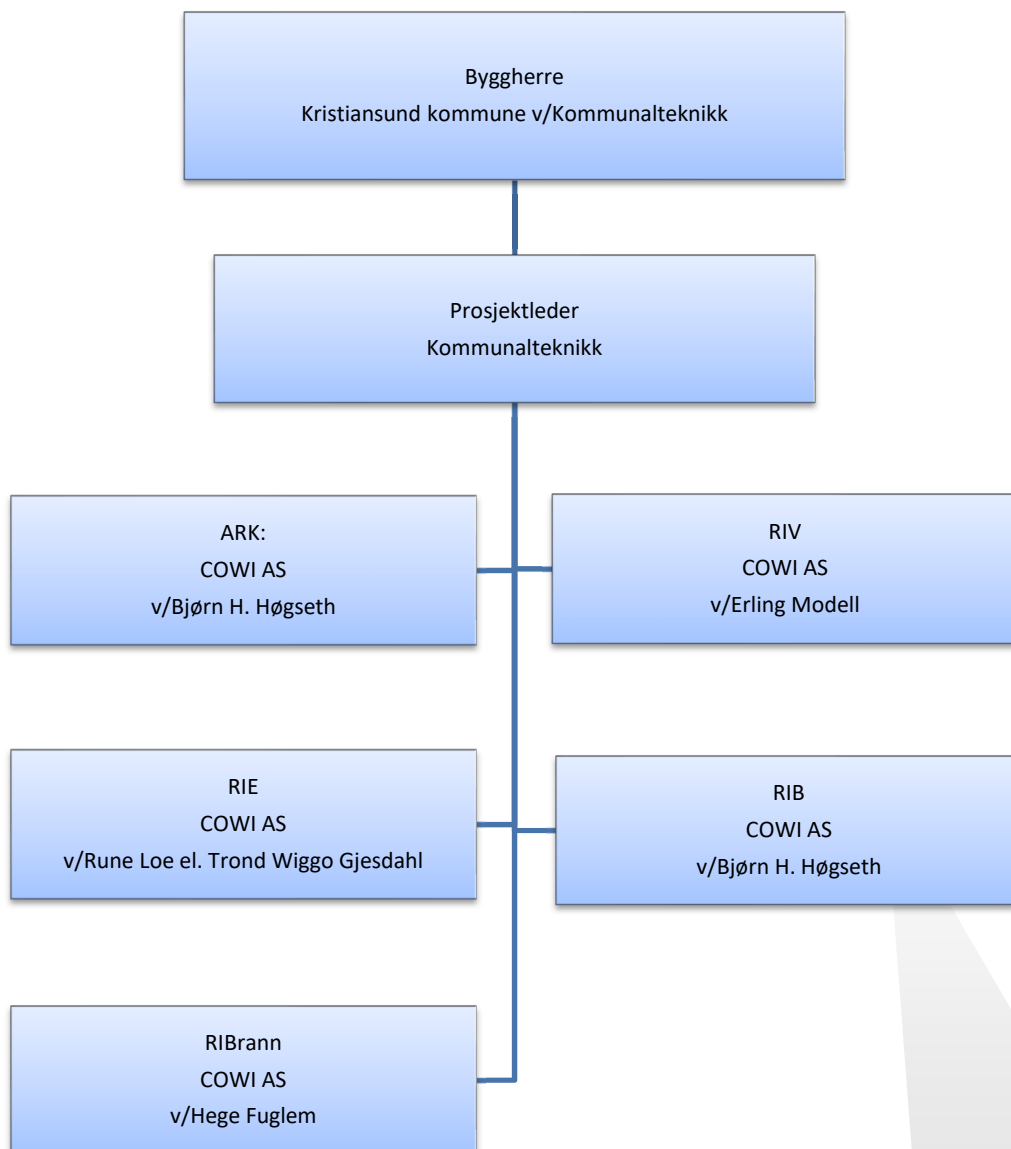 Byggherre
Kristiansund kommune v/Kommunalteknikk
Prosjektleder
Kommunalteknikk
ARK:
COWI AS
v/Bjørn H. Høgseth
RIV
COWI AS
v/Erling Modell
RIE
COWI AS
v/Rune Loe el. Trond Wiggo Gjesdahl
RIB
COWI AS
v/Bjørn H. Høgseth
RIBrann
COWI AS
v/Hege Fuglem